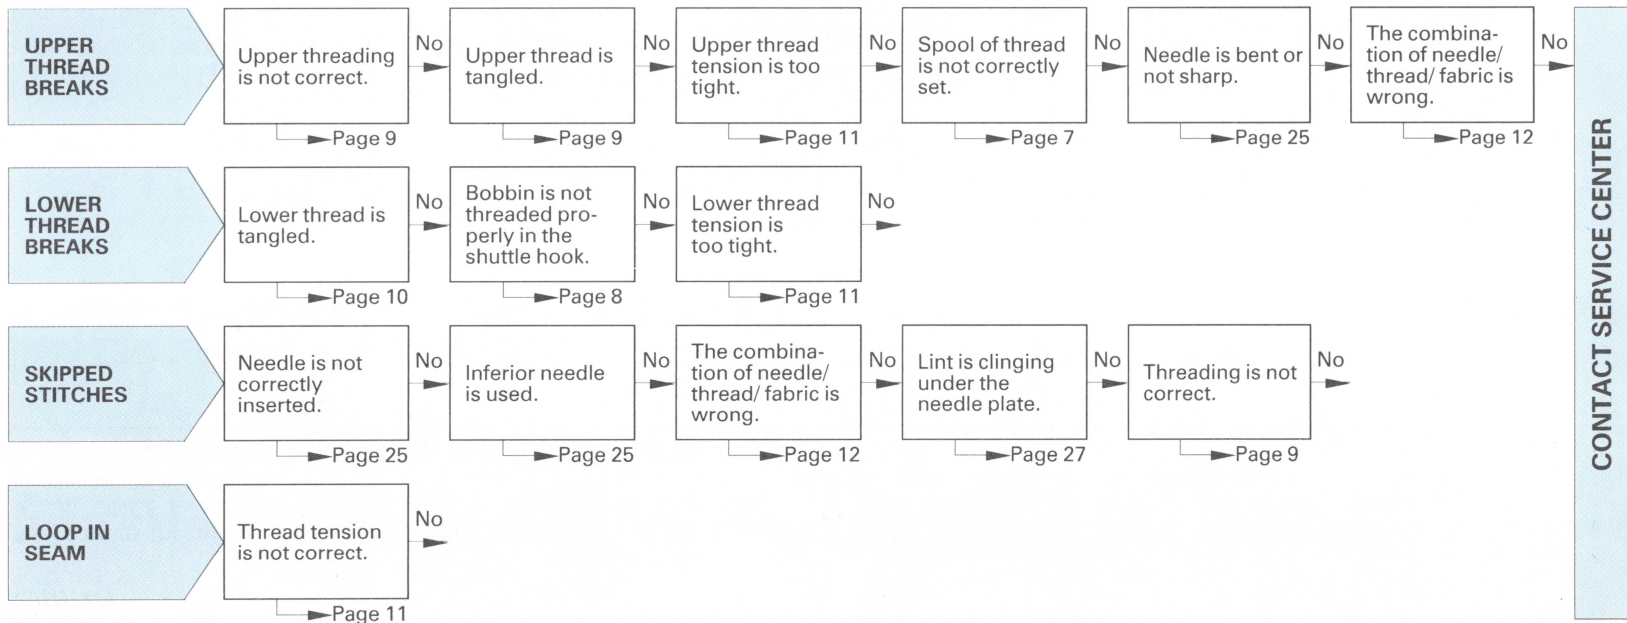 UPPER
THREAD
BREAKS
Upper threading
is not correct.
No
Page 9
Upper thread is
tangled.
No
Page 9
Upper thread
tension is too
tight.
No
Page 11
Spool of thread
is not correctly
set.
No
Page 7
Needle is bent or
not sharp.
No
Page 25
The combina-
tion of needle/
thread/ fabric is
wrong.
No
Page 12
LOWER
THREAD
BREAKS
Lower thread is
tangled.
No
Page 10
Bobbin is not
threaded pro-
perly in the
shuttle hook.
No
Page 8
Lower thread
tension is
too tight.
No
Page 11
SKIPPED
STITCHES
Needle is not
correctly
inserted.
No
Page 25
Inferior needle
is used.
No
Page 25
The combina-
tion of needle/
thread/ fabric is
wrong.
No
Page 12
Lint is clinging
under the
needle plate.
No
Page 27
Threading is not
correct.
No
Page 9
LOOP IN
SEAM
Thread tension
is not correct.
No
Page 11
CONTACT SERVICE CENTER